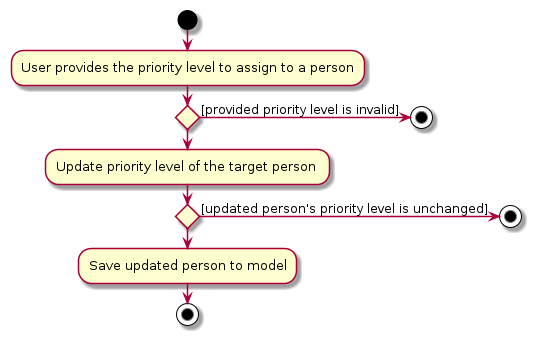 User provides the priority level to assign to a person
[provided priority level is invalid]
Update priority level of the target person
[updated person's priority level is unchanged]
Save updated person to model